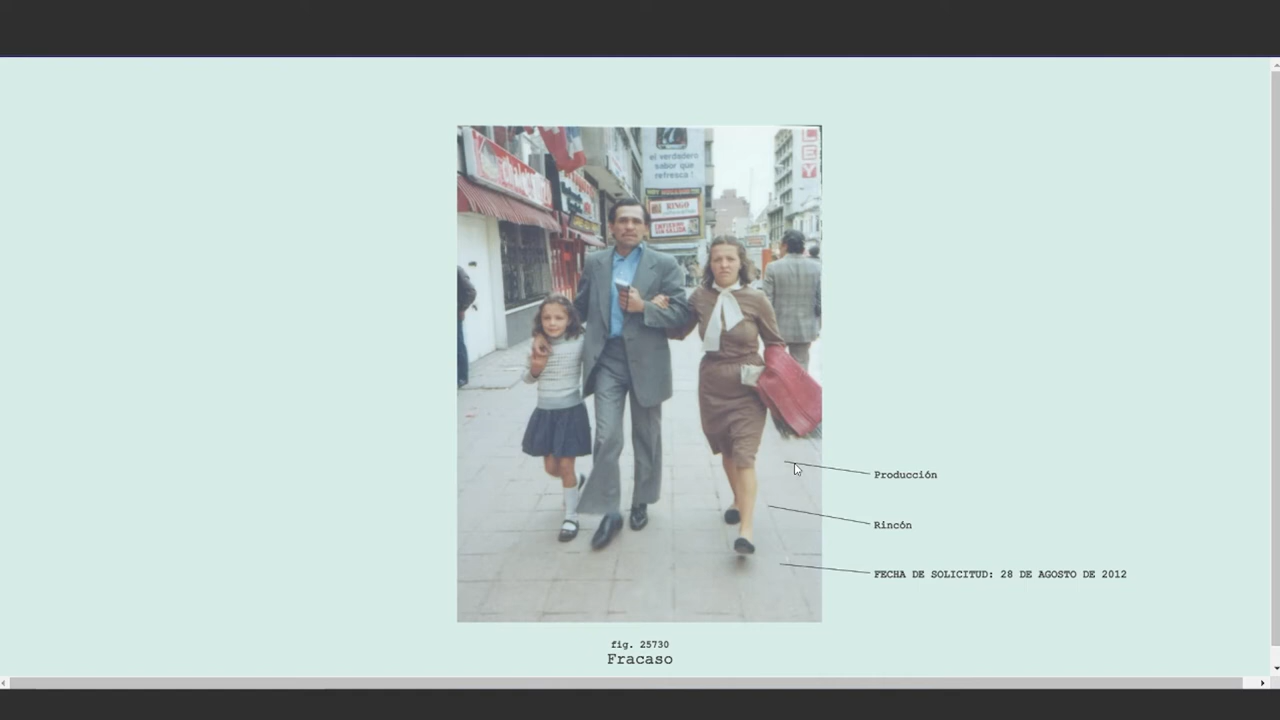 el verdadero
sabor que
refresca!
RINGO
LEY
Producción
Rincón
FECHA DE SOLICITUD: 28 DE AGOSTO DE 2012
fig. 25730
Fracaso